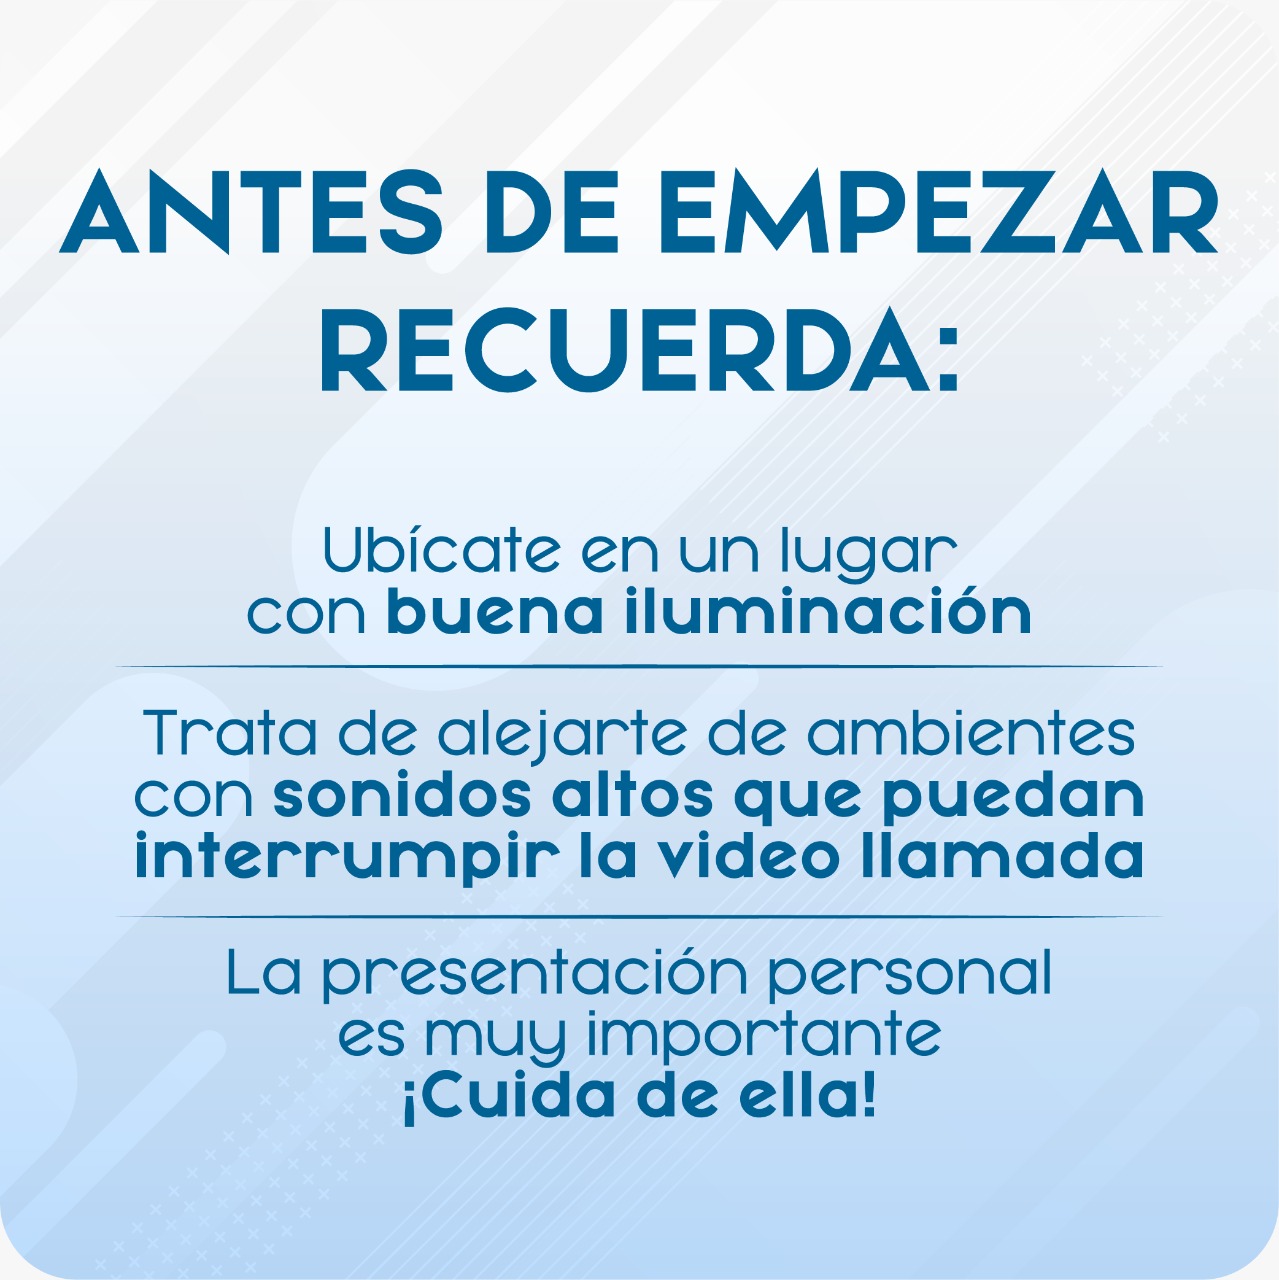 ANTES DE EMPEZAR
RECUERDA:
Ubícate en un lugar
con buena iluminación
Trata de alejarte de ambientes
con sonidos altos que puedan
interrumpir la video llamada
La presentación personal
es muy importante
¡Cuida de ella!